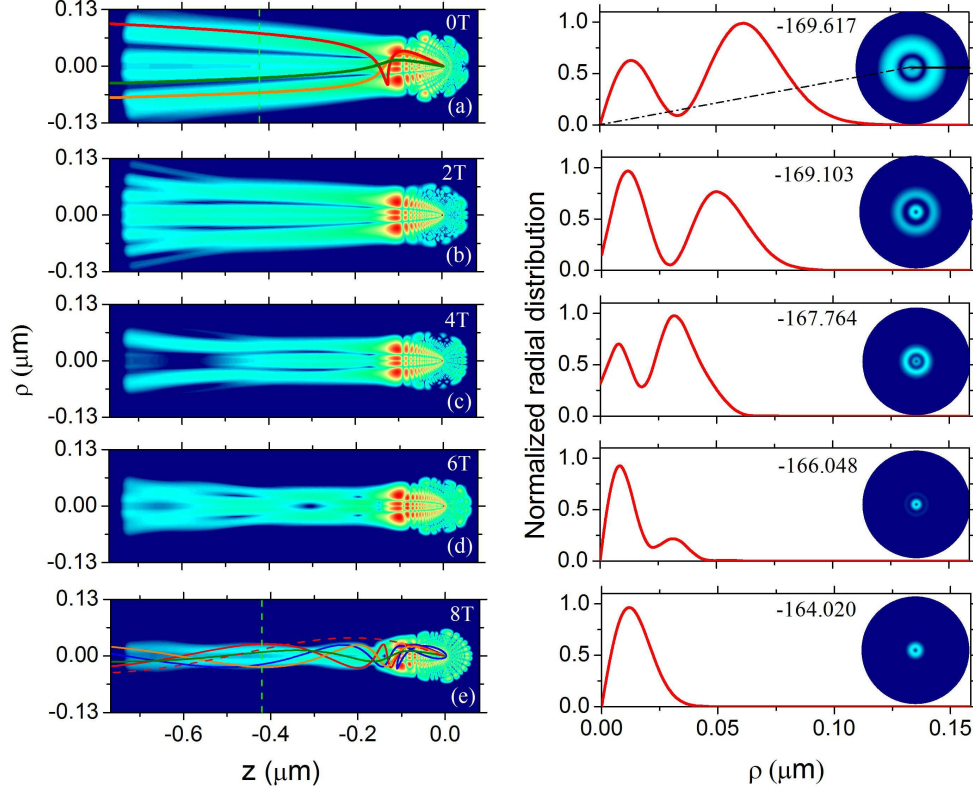 0.13
0.00
-0.13
0T
(a)
0.13
0.00
-0.13
2T
(b)
0.13
0.00
-0.13
4T
(c)
0.13
0.00
-0.13
6T
(d)
0.13
0.00
-0.13
8T
(e)
-0.6 -0.4 -0.2 0.0
z (μm)
ρ (μm)
1.0
0.5
0.0
-169.617
1.0
0.5
0.0
-169.103
1.0
0.5
0.0
-167.764
1.0
0.5
0.0
-166.048
1.0
0.5
0.0
-164.020
0.00 0.05 0.10 0.15
ρ (μm)
Normalized radial distribution